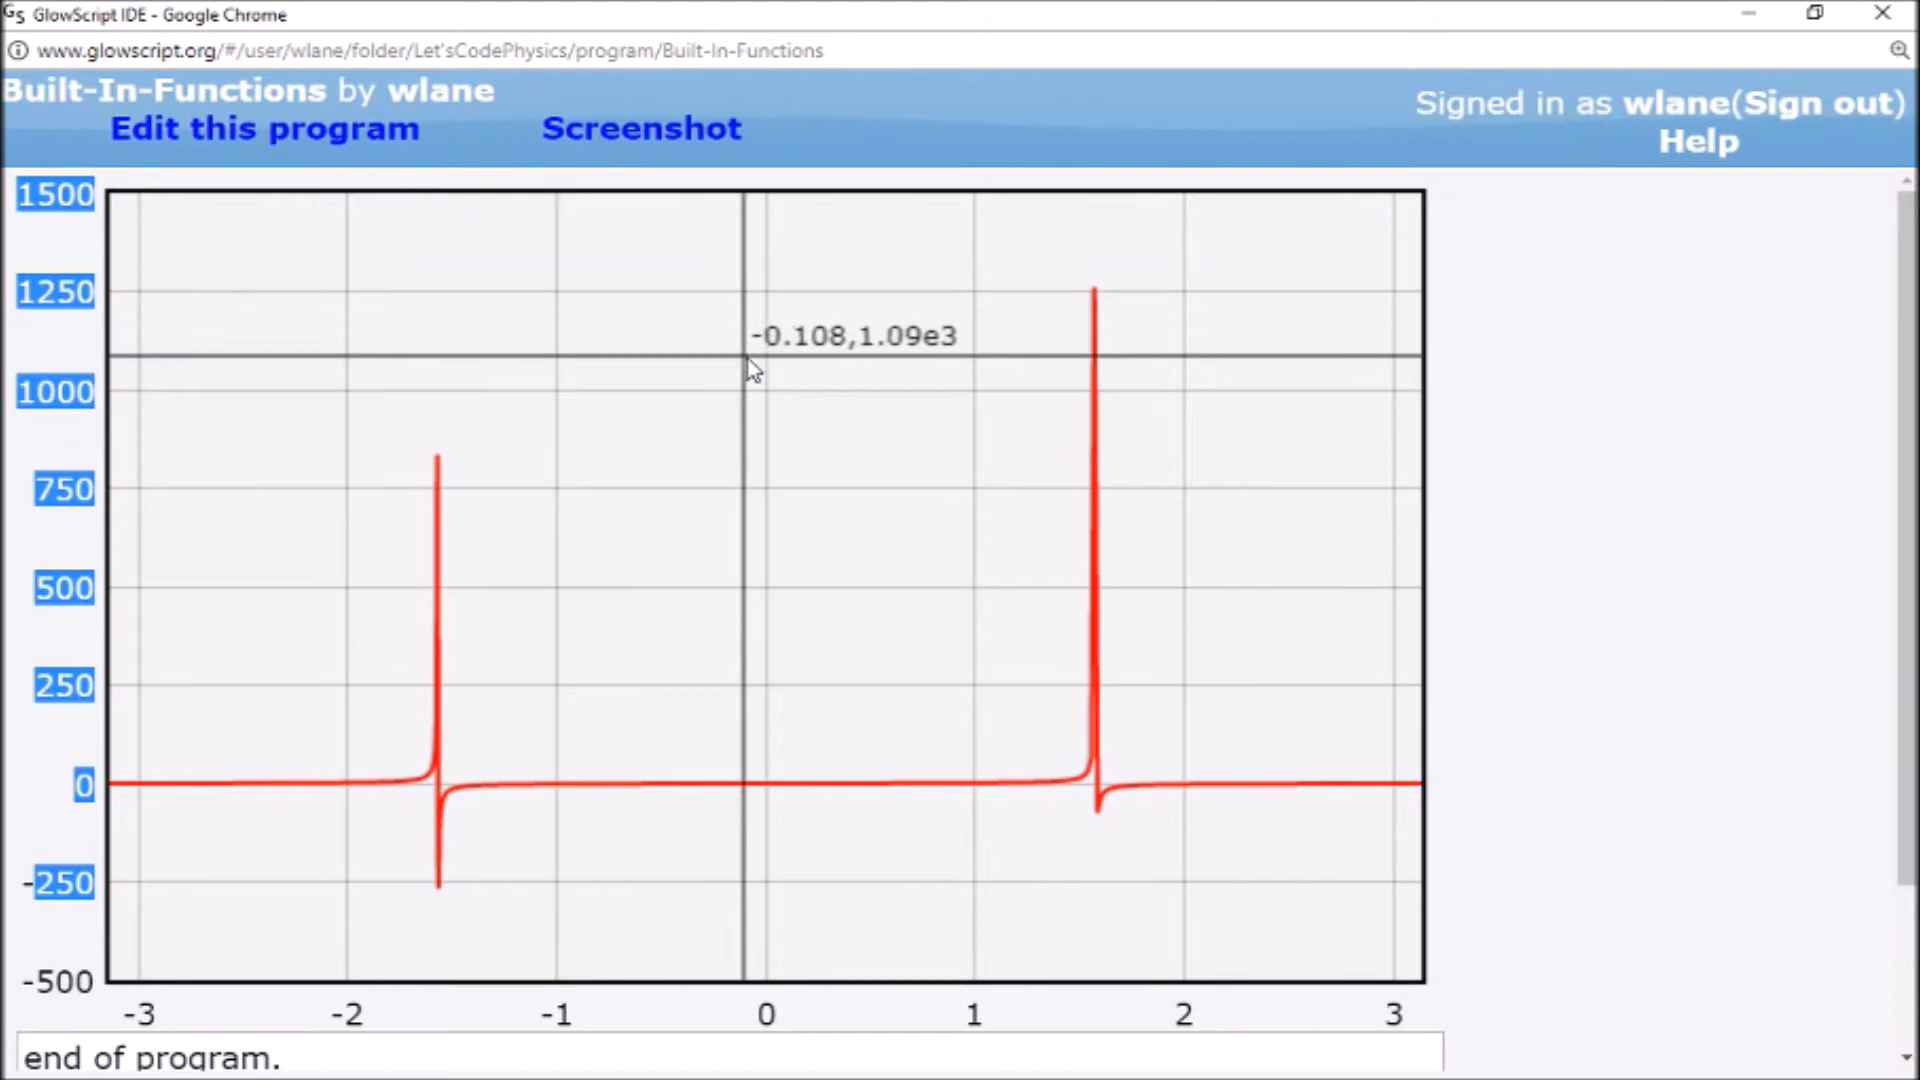 GS GlowScript IDE - Google Chrome
www.glowscript.org/#/user/wlane/folder/Let'sCodePhysics/program/Built-In-Functions
Built-In-Functions by wlane
Signed in as wlane(Sign out)
Edit this program Screenshot
Help
1500
1250
-0.108,1.09e3
1000
750
500
250
0
-250
-500
-3 -2 -1 0 1 2 3
end of program.